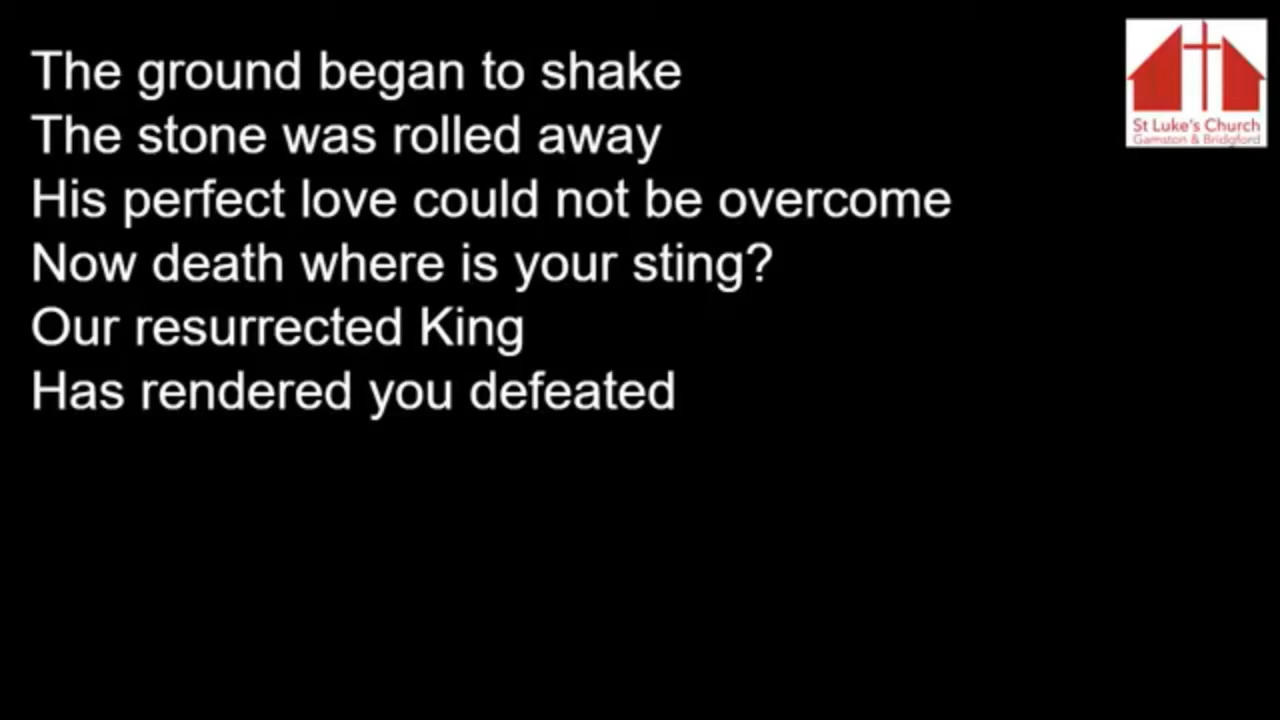 The ground began to shake
The stone was rolled away
His perfect love could not be overcome
Now death where is your sting?
Our resurrected King
Has rendered you defeated
St Luke's Church
Gamston & Bridgford